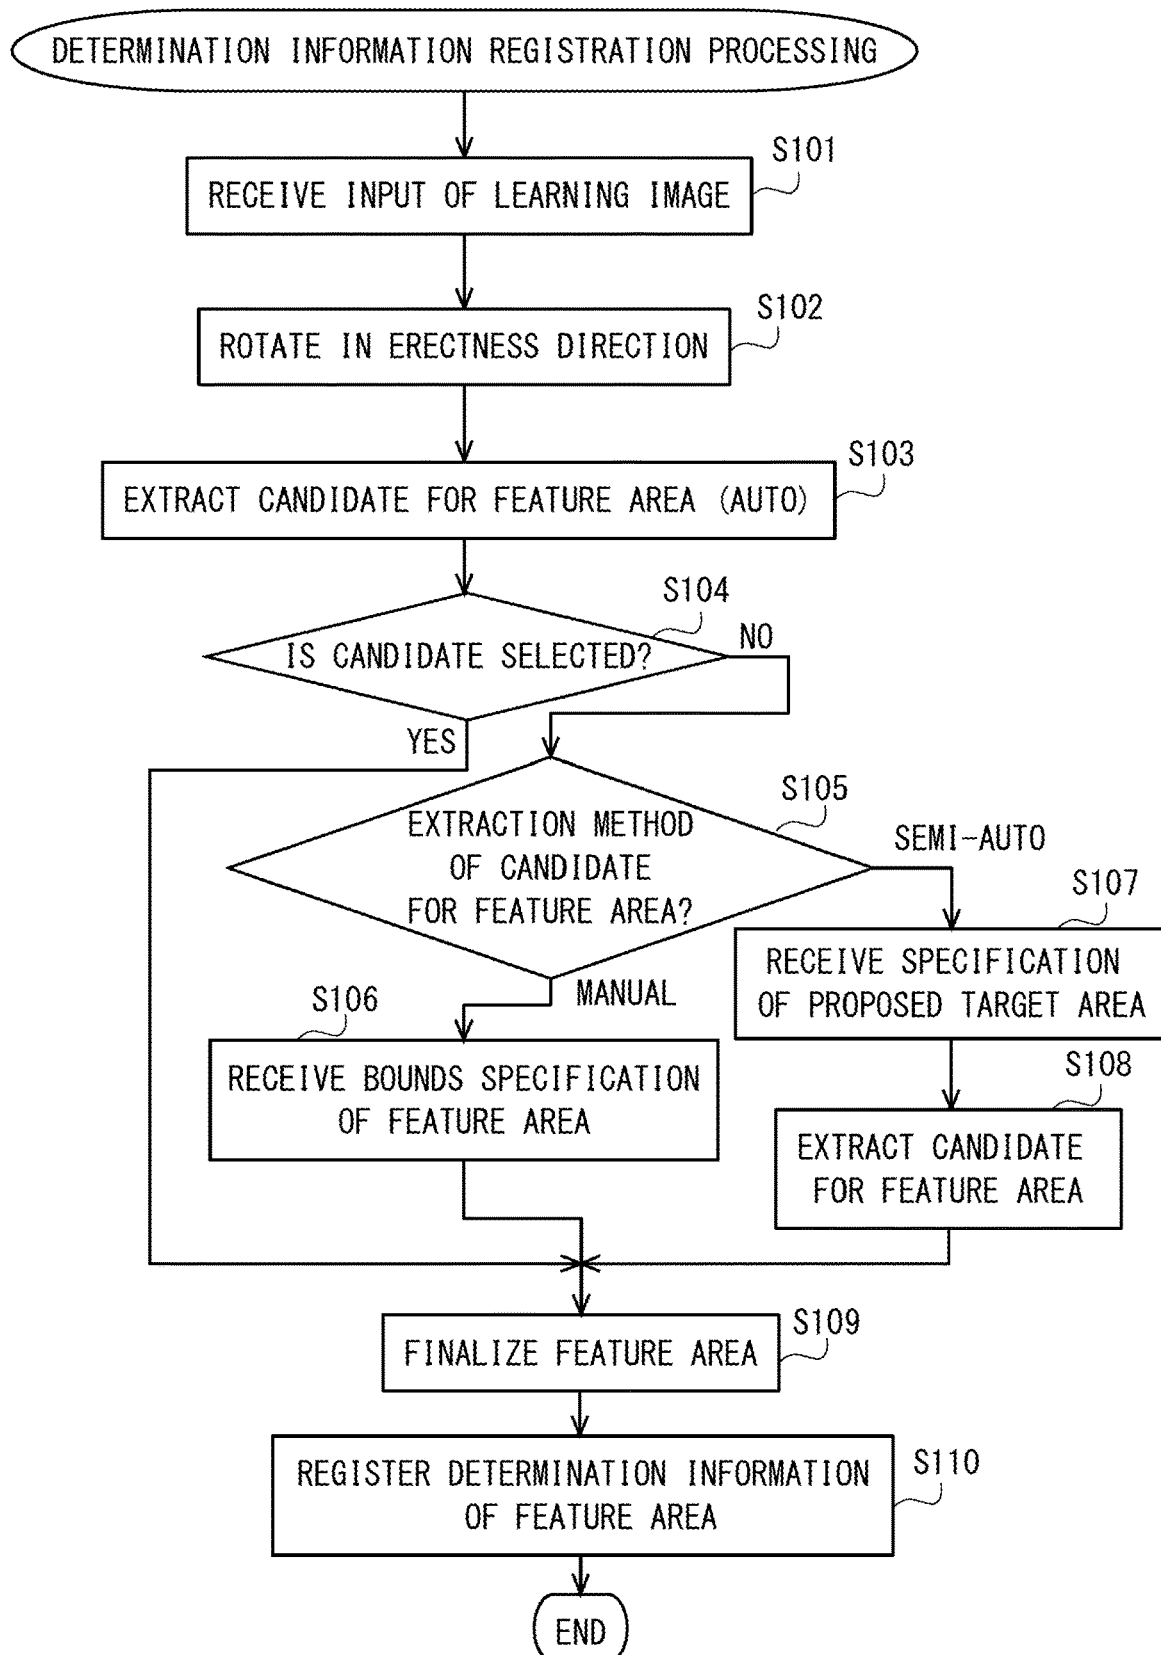 DETERMINATION INFORMATION REGISTRATION PROCESSING
S101
RECEIVE INPUT OF LEARNING IMAGE
S102
ROTATE IN ERECTNESS DIRECTION
S103
EXTRACT CANDIDATE FOR FEATURE AREA (AUTO)
S104
IS CANDIDATE SELECTED?
NO
YES
S105
EXTRACTION METHOD
OF CANDIDATE
FOR FEATURE AREA?
SEMI-AUTO
MANUAL
S106
RECEIVE BOUNDS SPECIFICATION
OF FEATURE AREA
S107
RECEIVE SPECIFICATION
OF PROPOSED TARGET AREA
S108
EXTRACT CANDIDATE
FOR FEATURE AREA
S109
FINALIZE FEATURE AREA
S110
REGISTER DETERMINATION INFORMATION
OF FEATURE AREA
END